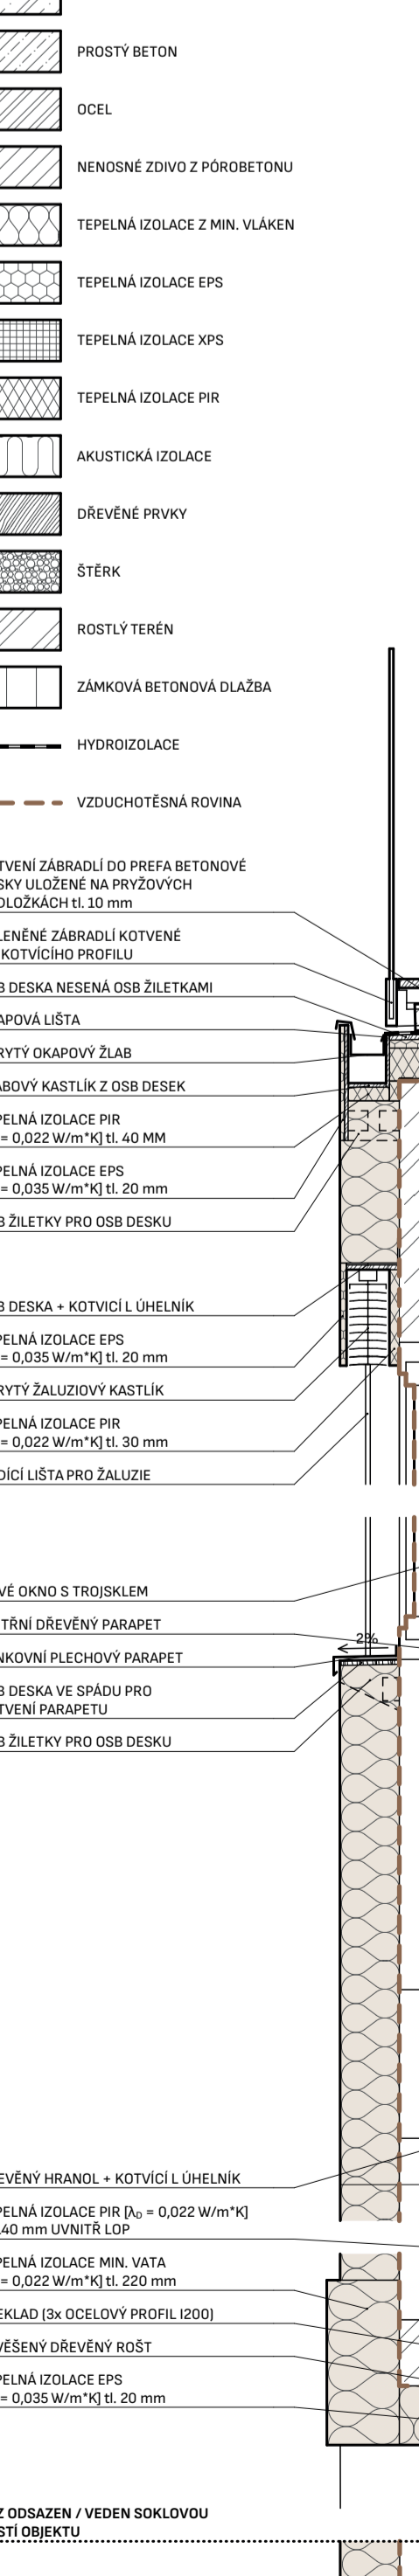 PROSTÝ BETON
OCEL
NENOSNÉ ZDIVO Z PÓROBETONU
TEPELNÁ IZOLACE Z MIN. VLÁKEN
TEPELNÁ IZOLACE EPS
TEPELNÁ IZOLACE XPS
TEPELNÁ IZOLACE PIR
AKUSTICKÁ IZOLACE
DŘEVĚNÉ PRVKY
ŠTĚRK
ROSTLÝ TERÉN
ZÁMKOVÁ BETONOVÁ DLAŽBA
HYDROIZOLACE
VZDUCHOTĚSNÁ ROVINA
TVENÍ ZÁBRADLÍ DO PREFA BETONOVÉ
SKY ULOŽENÉ NA PRYŽOVÝCH
DLOŽKÁCH tl. 10 mm
LENĚNÉ ZÁBRADLÍ KOTVENÉ
KOTVÍCÍHO PROFILU
B DESKA NESENÁ OSB ŽILETKAMI
APOVÁ LIŠTA
RYTÝ OKAPOVÝ ŽLAB
ABOVÝ KASTLÍK Z OSB DESEK
PELNÁ IZOLACE PIR
= 0,022 W/m*K] tl. 40 MM
PELNÁ IZOLACE EPS
= 0,035 W/m*K] tl. 20 mm
B ŽILETKY PRO OSB DESKU
B DESKA + KOTVICÍ L ÚHELNÍK
PELNÁ IZOLACE EPS
= 0,035 W/m*K] tl. 20 mm
RYTÝ ŽALUZIOVÝ KASTLÍK
PELNÁ IZOLACE PIR
= 0,022 W/m*K] tl. 30 mm
DÍCÍ LIŠTA PRO ŽALUZIE
VÉ OKNO S TROJSKLEM
TŘNÍ DŘEVĚNÝ PARAPET
2%
NKOVNÍ PLECHOVÝ PARAPET
B DESKA VE SPÁDU PRO
TVENÍ PARAPETU
B ŽILETKY PRO OSB DESKU
EVĚNÝ HRANOL + KOTVÍCÍ L ÚHELNÍK
PELNÁ IZOLACE PIR [λD = 0,022 W/m*K]
40 mm UVNITŘ LOP
PELNÁ IZOLACE MIN. VATA
= 0,022 W/m*K] tl. 220 mm
EKLAD (3x OCELOVÝ PROFIL I200)
VĚŠENÝ DŘEVĚNÝ ROŠT
PELNÁ IZOLACE EPS
= 0,035 W/m*K] tl. 20 mm
Z ODSAZEN / VEDEN SOKLOVOU
STÍ OBJEKTU